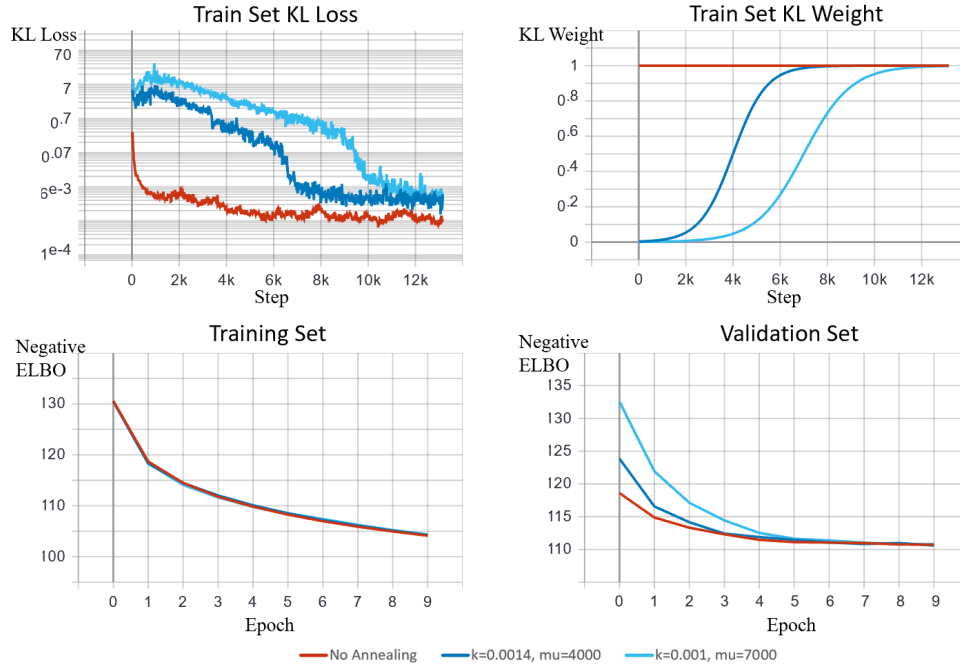 Train Set KL Loss
KL Loss
70
7
0.7
0.07
6e-3
1e-4
0 2k 4k 6k 8k 10k 12k
Step
Train Set KL Weight
KL Weight
1
0.8
0.6
0.4
0.2
0
0 2k 4k 6k 8k 10k 12k
Step
Training Set
Negative
ELBO
130
120
110
100
0 1 2 3 4 5 6 7 8 9
Epoch
Validation Set
Negative
ELBO
135
130
125
120
115
110
0 1 2 3 4 5 6 7 8 9
Epoch
No Annealing k=0.0014, mu=4000 k=0.001, mu=7000